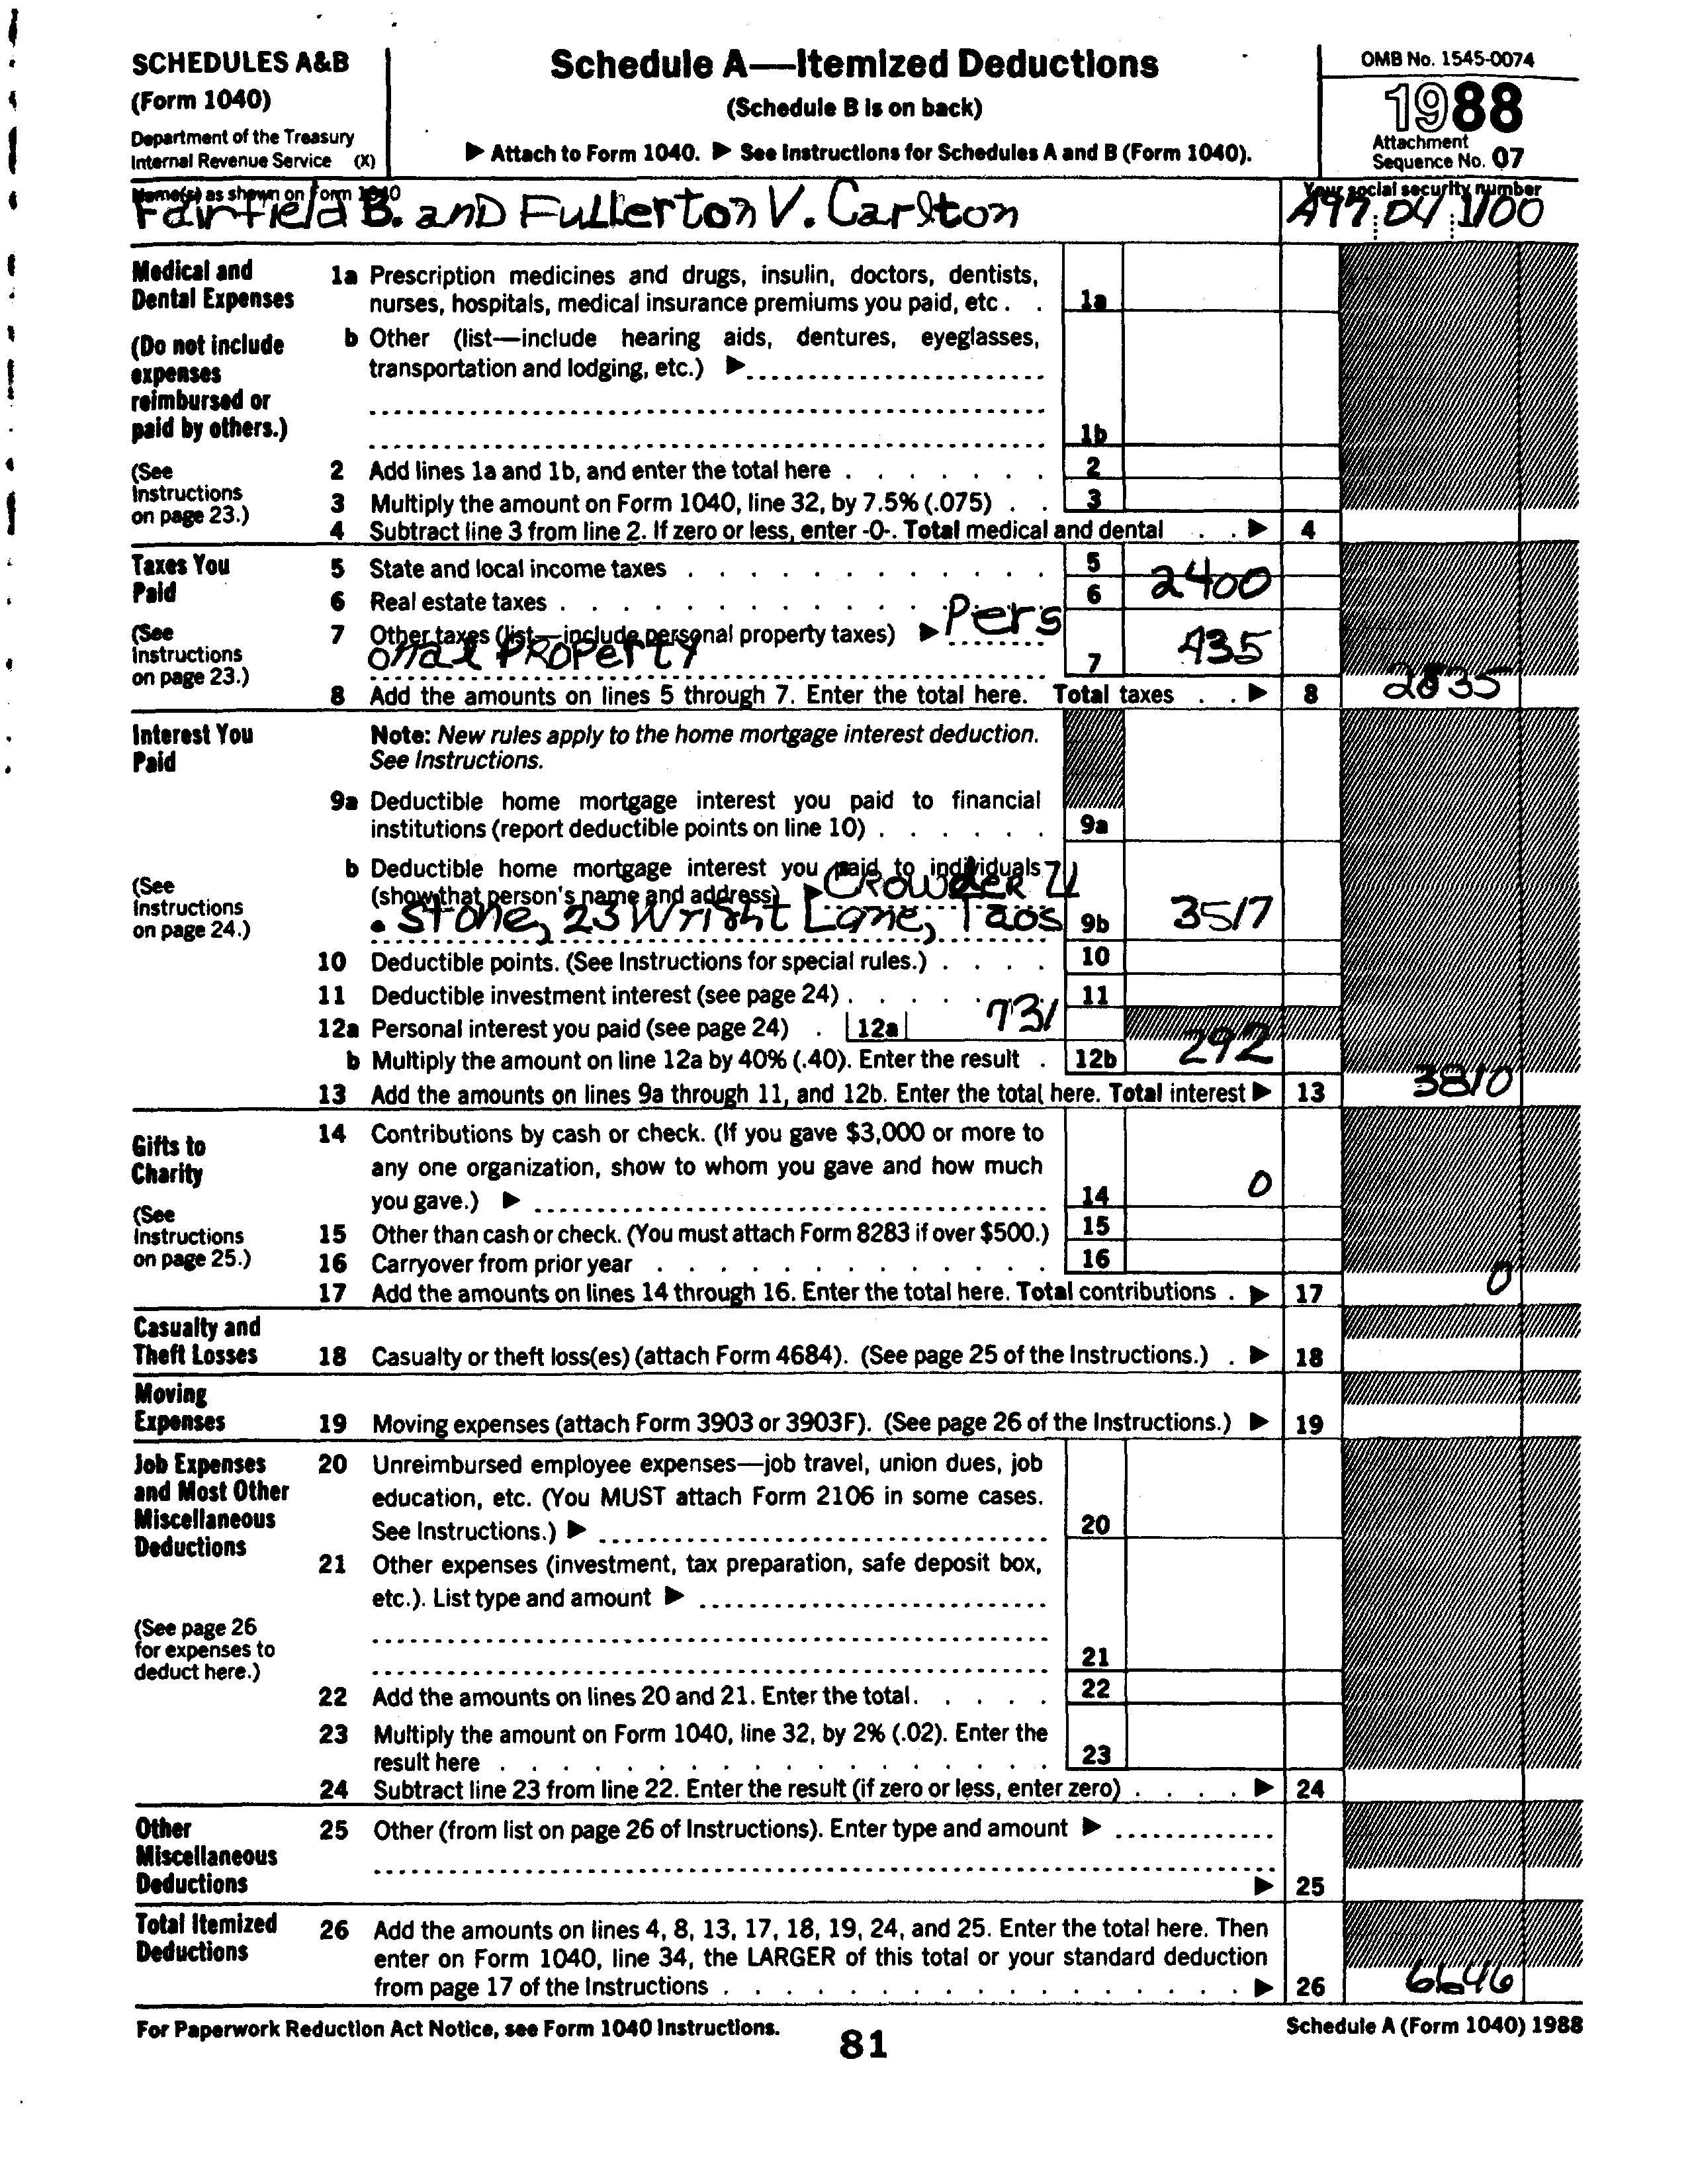 SCHEDULES A&B
(Form 1040)
Department of the Treasury
Internal Revenue Service (X)
Schedule A—Itemized Deductions
(Schedule B is on back)
▶ Attach to Form 1040. ▶ See Instructions for Schedules A and B (Form 1040).
OMB No. 1545-0074
1988
Attachment
Sequence No. 07
Name(s) as shown on Form 1040
Fairfield B. anD FuLLerton V. Carlton
Your social security number
A97 04 1100
Medical and
Dental Expenses
(Do not include
expenses
reimbursed or
paid by others.)
(See
Instructions
on page 23.)
1a Prescription medicines and drugs, insulin, doctors, dentists,
nurses, hospitals, medical insurance premiums you paid, etc . . 1a
b Other (list—include hearing aids, dentures, eyeglasses,
transportation and lodging, etc.) ▶
1b
2 Add lines 1a and 1b, and enter the total here . . . . . . . 2
3 Multiply the amount on Form 1040, line 32, by 7.5% (.075) . . 3
4 Subtract line 3 from line 2. If zero or less, enter -0-. Total medical and dental . . ▶ 4
Taxes You
Paid
(See
Instructions
on page 23.)
5 State and local income taxes . . . . . . . . . . . . 5
6 Real estate taxes . . . . . . . . . . . . 6 2400
7 Other taxes (list—include personal property taxes) ▶ Pers
onal PROPerty 7 435
8 Add the amounts on lines 5 through 7. Enter the total here. Total taxes . . ▶ 8 2835
Interest You
Paid
(See
Instructions
on page 24.)
Note: New rules apply to the home mortgage interest deduction.
See Instructions.
9a Deductible home mortgage interest you paid to financial
institutions (report deductible points on line 10) . . . . . . 9a
b Deductible home mortgage interest you paid to individuals
(show that person's name and address) ▶ CROWDER U
. Stone, 23 Wright Lane, Taos 9b 3517
10 Deductible points. (See Instructions for special rules.) . . . . 10
11 Deductible investment interest (see page 24) . . . . . . 11
12a Personal interest you paid (see page 24) . 12a 731
b Multiply the amount on line 12a by 40% (.40). Enter the result . 12b 292
13 Add the amounts on lines 9a through 11, and 12b. Enter the total here. Total interest ▶ 13 3810
Gifts to
Charity
(See
Instructions
on page 25.)
14 Contributions by cash or check. (If you gave $3,000 or more to
any one organization, show to whom you gave and how much
you gave.) ▶ 14 0
15 Other than cash or check. (You must attach Form 8283 if over $500.) 15
16 Carryover from prior year . . . . . . . . . . . . . 16
17 Add the amounts on lines 14 through 16. Enter the total here. Total contributions . ▶ 17 0
Casualty and
Theft Losses
18 Casualty or theft loss(es) (attach Form 4684). (See page 25 of the Instructions.) . ▶ 18
Moving
Expenses
19 Moving expenses (attach Form 3903 or 3903F). (See page 26 of the Instructions.) ▶ 19
Job Expenses
and Most Other
Miscellaneous
Deductions
(See page 26
for expenses to
deduct here.)
20 Unreimbursed employee expenses—job travel, union dues, job
education, etc. (You MUST attach Form 2106 in some cases.
See Instructions.) ▶ 20
21 Other expenses (investment, tax preparation, safe deposit box,
etc.). List type and amount ▶
21
22 Add the amounts on lines 20 and 21. Enter the total. . . . . 22
23 Multiply the amount on Form 1040, line 32, by 2% (.02). Enter the
result here . . . . . . . . . . . . . . . . . 23
24 Subtract line 23 from line 22. Enter the result (if zero or less, enter zero) . . . . ▶ 24
Other
Miscellaneous
Deductions
25 Other (from list on page 26 of Instructions). Enter type and amount ▶
▶ 25
Total Itemized
Deductions
26 Add the amounts on lines 4, 8, 13, 17, 18, 19, 24, and 25. Enter the total here. Then
enter on Form 1040, line 34, the LARGER of this total or your standard deduction
from page 17 of the Instructions . . . . . . . . . . . . . . . . . ▶ 26 6646
For Paperwork Reduction Act Notice, see Form 1040 Instructions.
81
Schedule A (Form 1040) 1988